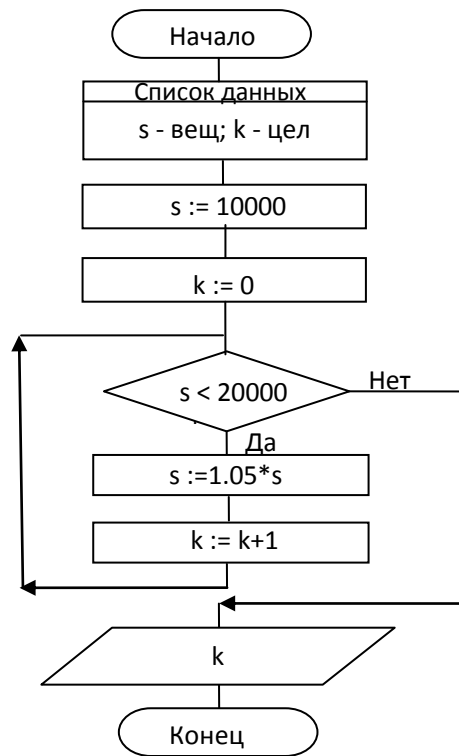 Начало
Список данных
s - вещ; k - цел
s := 10000
k := 0
s < 20000
Нет
Да
s :=1.05*s
k := k+1
k
Конец